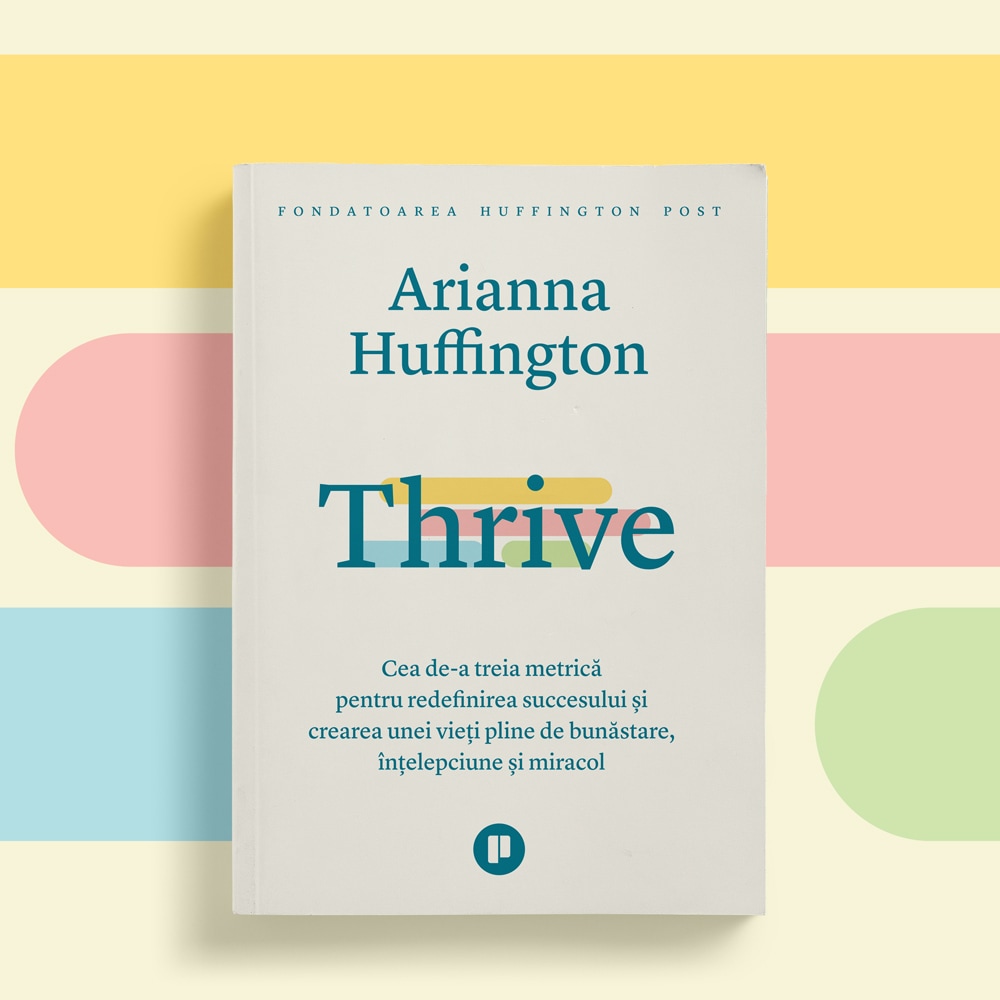 FONDATOAREA HUFFINGTON POST
Arianna
Huffington
Thrive
Cea de-a treia metrică
pentru redefinirea succesului și
crearea unei vieți pline de bunăstare,
înțelepciune și miracol